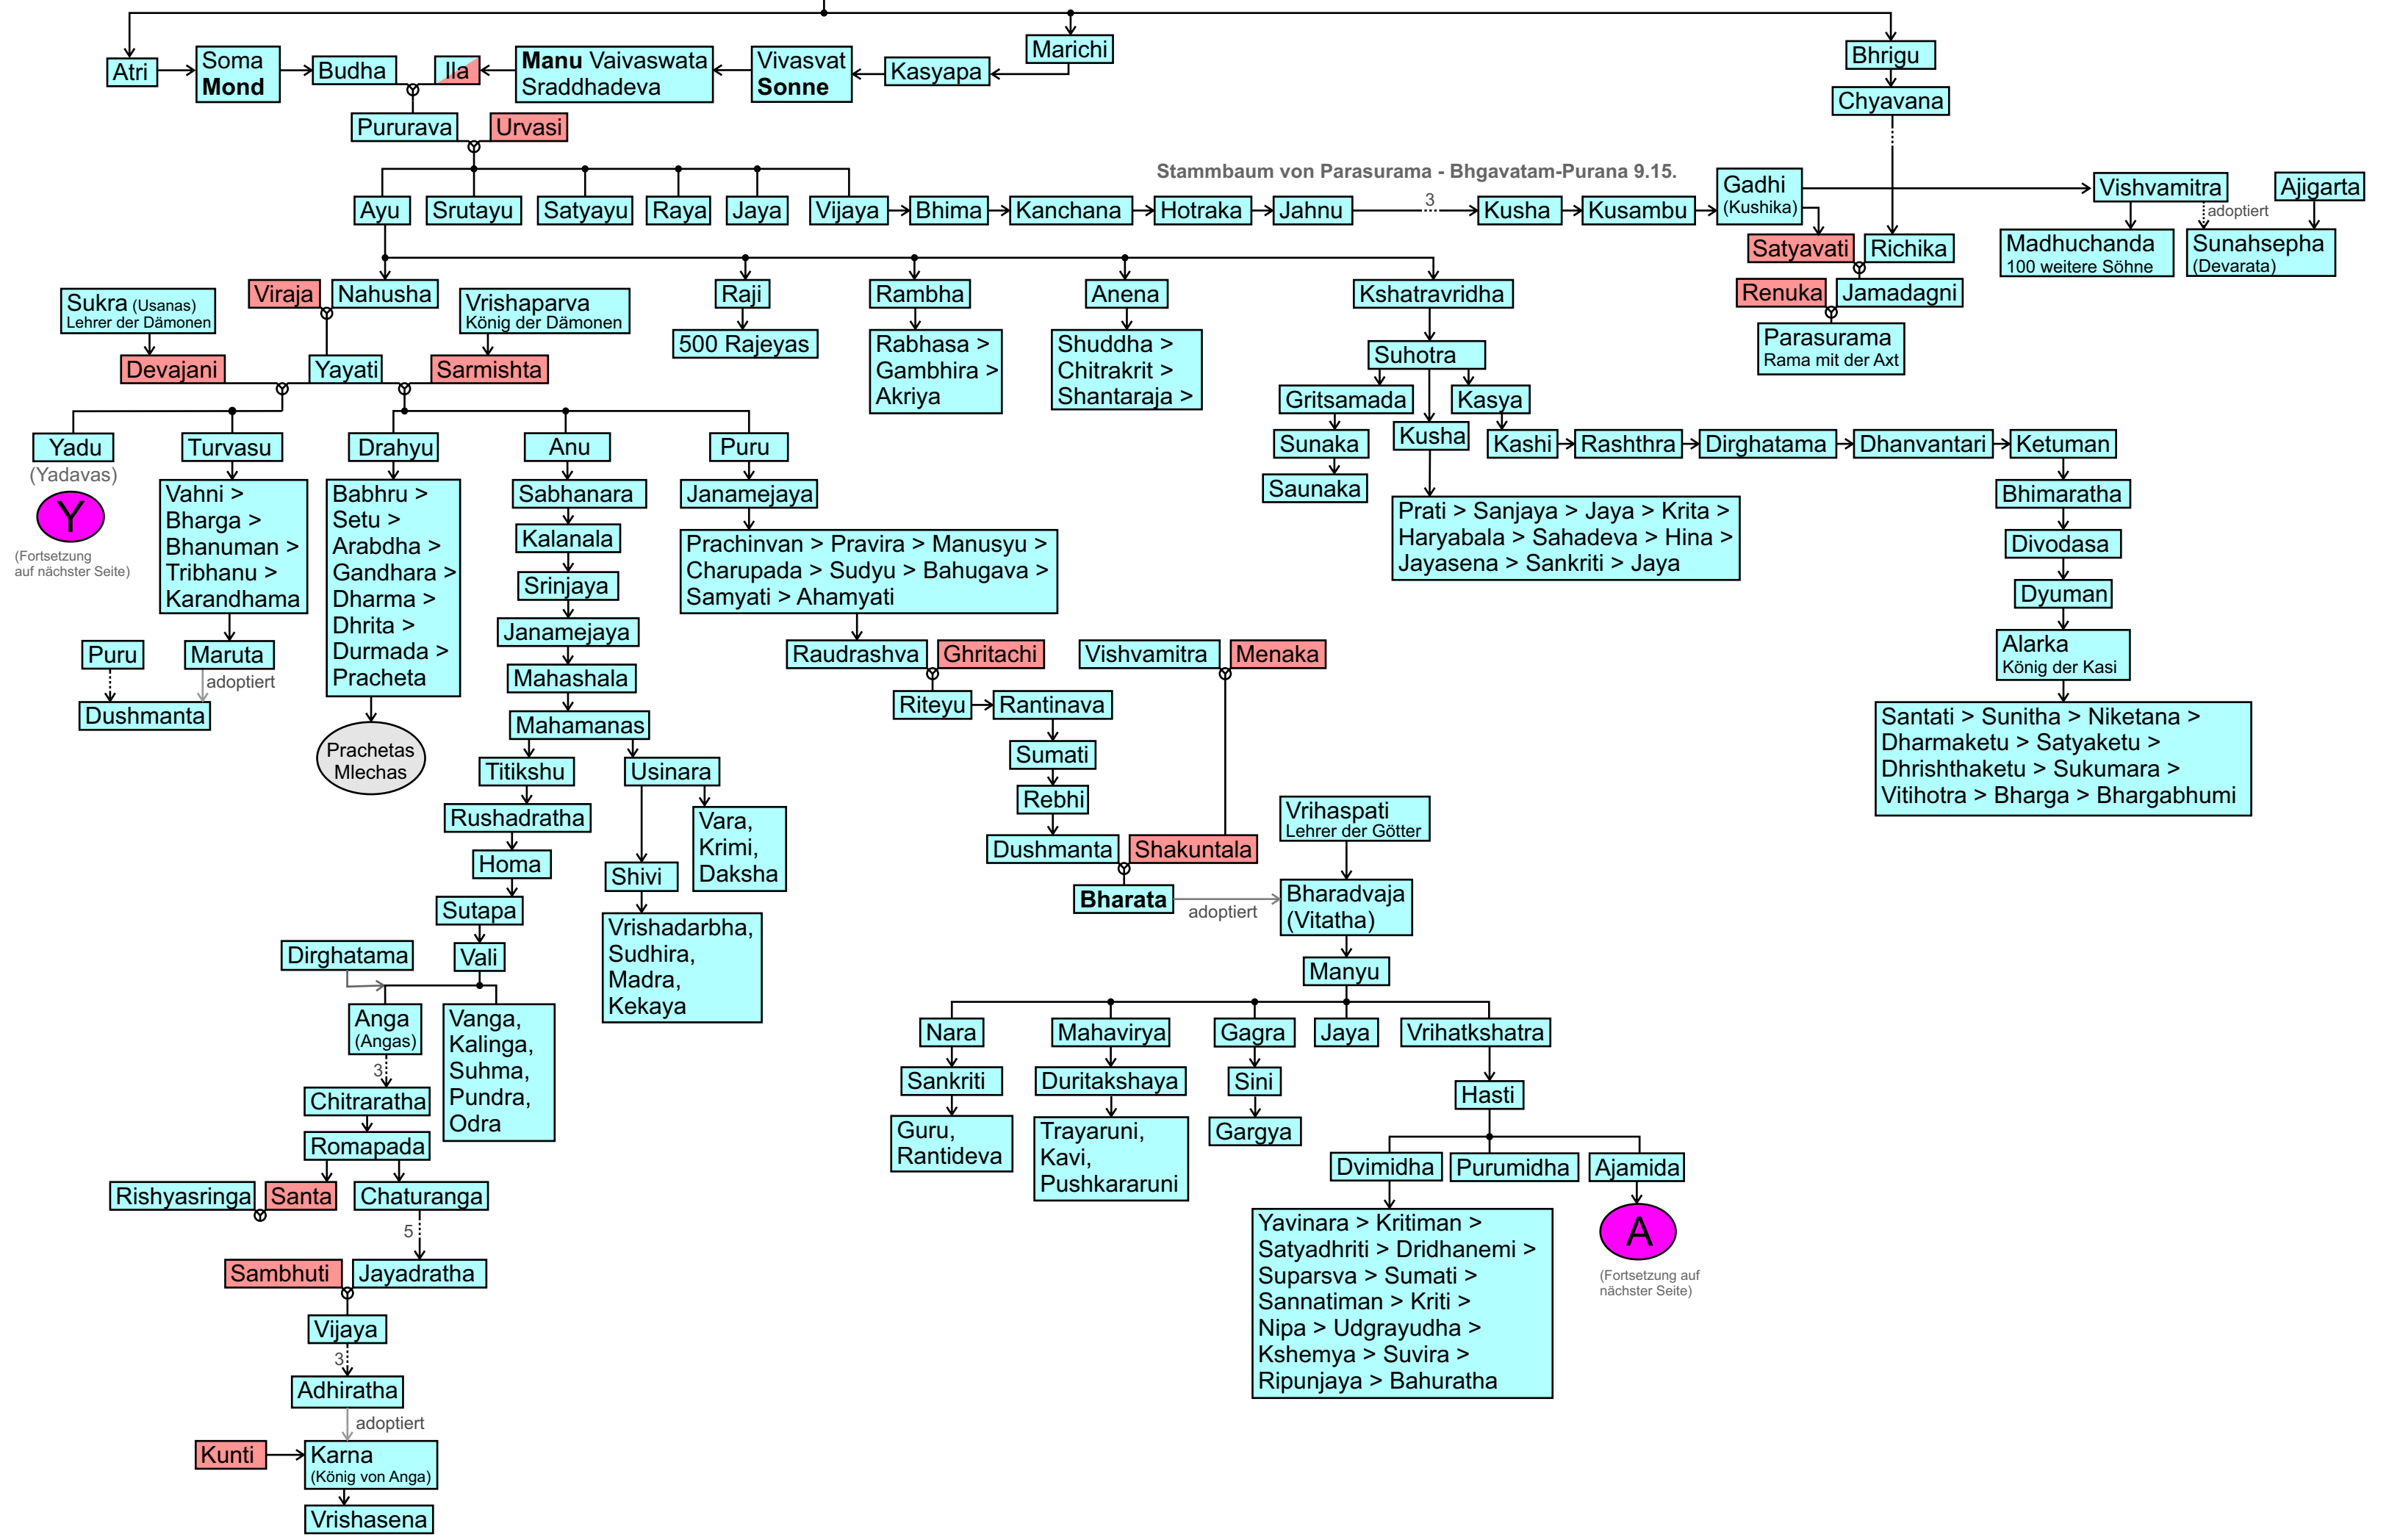 Marichi
Bhrigu
Atri
Soma
Mond
Budha
Ila
Manu Vaivaswata
Sraddhadeva
Vivasvat
Sonne
Kasyapa
Chyavana
Pururava
Urvasi
Stammbaum von Parasurama - Bhgavatam-Purana 9.15.
Ayu
Srutayu
Satyayu
Raya
Jaya
Vijaya
Bhima
Kanchana
Hotraka
Jahnu
3
Kusha
Kusambu
Gadhi
(Kushika)
Vishvamitra
Ajigarta
adoptiert
Satyavati
Richika
Madhuchanda
100 weitere Söhne
Sunahsepha
(Devarata)
Renuka
Jamadagni
Parasurama
Rama mit der Axt
Sukra (Usanas)
Lehrer der Dämonen
Viraja
Nahusha
Vrishaparva
König der Dämonen
Raji
Rambha
Anena
Kshatravridha
500 Rajeyas
Rabhasa >
Gambhira >
Akriya
Shuddha >
Chitrakrit >
Shantaraja >
Suhotra
Devajani
Yayati
Sarmishta
Gritsamada
Kasya
Sunaka
Kusha
Kashi
Rashthra
Dirghatama
Dhanvantari
Ketuman
Saunaka
Bhimaratha
Prati > Sanjaya > Jaya > Krita >
Haryabala > Sahadeva > Hina >
Jayasena > Sankriti > Jaya
Divodasa
Dyuman
Alarka
König der Kasi
Santati > Sunitha > Niketana >
Dharmaketu > Satyaketu >
Dhrishthaketu > Sukumara >
Vitihotra > Bharga > Bhargabhumi
Yadu
(Yadavas)
Y
(Fortsetzung
auf nächster Seite)
Turvasu
Vahni >
Bharga >
Bhanuman >
Tribhanu >
Karandhama
Puru
Maruta
adoptiert
Dushmanta
Drahyu
Babhru >
Setu >
Arabdha >
Gandhara >
Dharma >
Dhrita >
Durmada >
Pracheta
Prachetas
Mlechas
Anu
Sabhanara
Kalanala
Srinjaya
Janamejaya
Mahashala
Mahamanas
Titikshu
Usinara
Rushadratha
Vara,
Krimi,
Daksha
Homa
Shivi
Sutapa
Vrishadarbha,
Sudhira,
Madra,
Kekaya
Dirghatama
Vali
Anga
(Angas)
Vanga,
Kalinga,
Suhma,
Pundra,
Odra
3
Chitraratha
Romapada
Rishyasringa
Santa
Chaturanga
5
Sambhuti
Jayadratha
Vijaya
3
Adhiratha
adoptiert
Kunti
Karna
(König von Anga)
Vrishasena
Puru
Janamejaya
Prachinvan > Pravira > Manusyu >
Charupada > Sudyu > Bahugava >
Samyati > Ahamyati
Raudrashva
Ghritachi
Vishvamitra
Menaka
Riteyu
Rantinava
Sumati
Rebhi
Vrihaspati
Lehrer der Götter
Dushmanta
Shakuntala
Bharata
adoptiert
Bharadvaja
(Vitatha)
Manyu
Nara
Mahavirya
Gagra
Jaya
Vrihatkshatra
Sankriti
Duritakshaya
Sini
Hasti
Guru,
Rantideva
Trayaruni,
Kavi,
Pushkararuni
Gargya
Dvimidha
Purumidha
Ajamida
Yavinara > Kritiman >
Satyadhriti > Dridhanemi >
Suparsva > Sumati >
Sannatiman > Kriti >
Nipa > Udgrayudha >
Kshemya > Suvira >
Ripunjaya > Bahuratha
A
(Fortsetzung auf
nächster Seite)